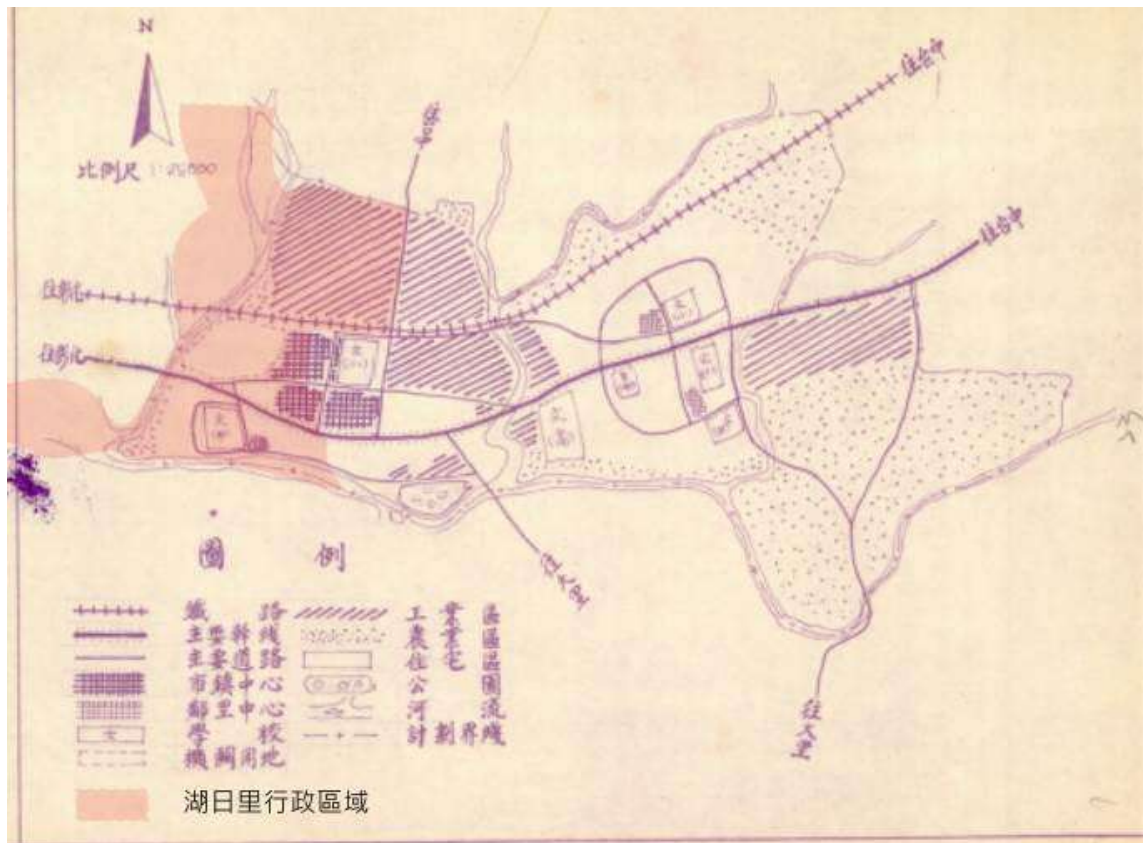 N
比例尺
往台中
往台中
往彰化
往彰化
往大里
往大里
圖例
鐵路
工業區
主要幹線
農業區
主要道路
住宅區
市鎮中心
公園
鄰里中心
河流
文
學校
計劃界線
機關用地
湖日里行政區域